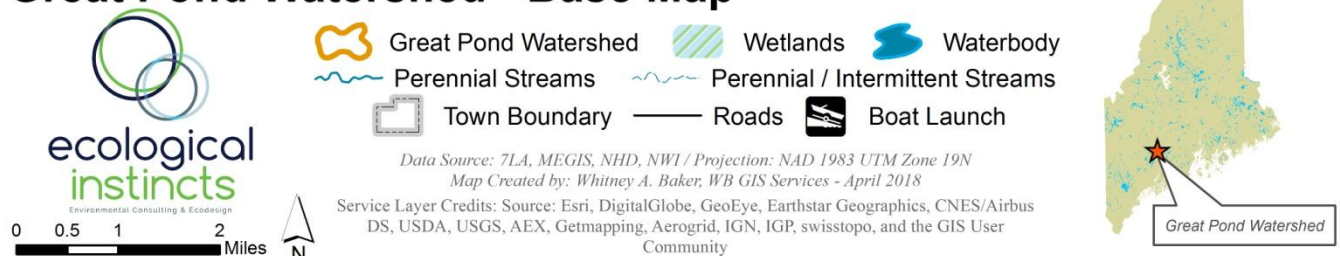 Great Pond Watershed - Base Map
Great Pond Watershed
Wetlands
Waterbody
Perennial Streams
Perennial / Intermittent Streams
Town Boundary
Roads
Boat Launch
ecological
instincts
Environmental Consulting & Ecodesign
0 0.5 1 2
Miles
N
Data Source: 7LA, MEGIS, NHD, NWI / Projection: NAD 1983 UTM Zone 19N
Map Created by: Whitney A. Baker, WB GIS Services - April 2018
Service Layer Credits: Source: Esri, DigitalGlobe, GeoEye, Earthstar Geographics, CNES/Airbus
DS, USDA, USGS, AEX, Getmapping, Aerogrid, IGN, IGP, swisstopo, and the GIS User
Community
Great Pond Watershed